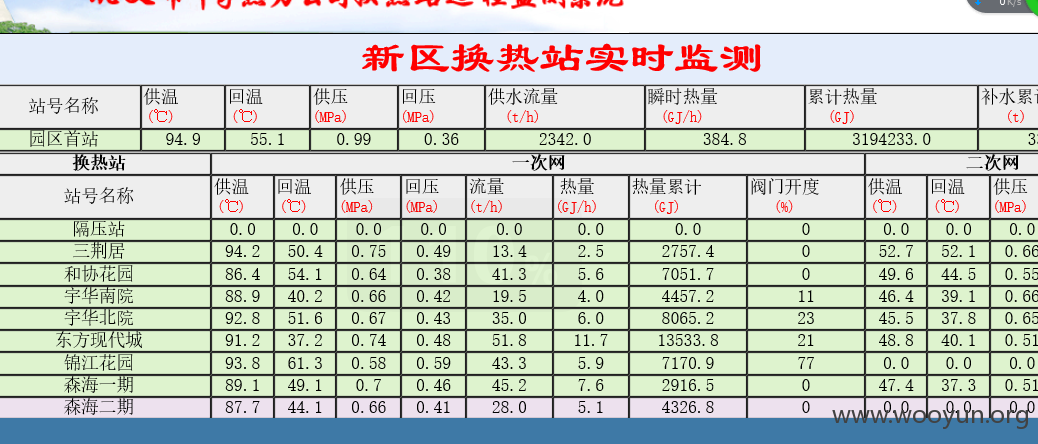 0K/s
新区换热站实时监测
站号名称 供温(℃) 回温(℃) 供压(MPa) 回压(MPa) 供水流量(t/h) 瞬时热量(GJ/h) 累计热量(GJ) 补水累(t)
园区首站 94.9 55.1 0.99 0.36 2342.0 384.8 3194233.0
换热站 一次网 二次网
站号名称 供温(℃) 回温(℃) 供压(MPa) 回压(MPa) 流量(t/h) 热量(GJ/h) 热量累计(GJ) 阀门开度(%) 供温(℃) 回温(℃) 供压(MPa)
隔压站 0.0 0.0 0.0 0.0 0.0 0.0 0.0 0 0.0 0.0 0.0
三荆居 94.2 50.4 0.75 0.49 13.4 2.5 2757.4 0 52.7 52.1 0.66
和协花园 86.4 54.1 0.64 0.38 41.3 5.6 7051.7 0 49.6 44.5 0.55
宇华南院 88.9 40.2 0.66 0.42 19.5 4.0 4457.2 11 46.4 39.1 0.66
宇华北院 92.8 51.6 0.67 0.43 35.0 6.0 8065.2 23 45.5 37.8 0.65
东方现代城 91.2 37.2 0.74 0.48 51.8 11.7 13533.8 21 48.8 40.1 0.51
锦江花园 93.8 61.3 0.58 0.59 43.3 5.9 7170.9 77 0.0 0.0 0.0
森海一期 89.1 49.1 0.7 0.46 45.2 7.6 2916.5 0 47.4 37.3 0.51
森海二期 87.7 44.1 0.66 0.41 28.0 5.1 4326.8 0 0.0 0.0 0.0
www.wooyun.org